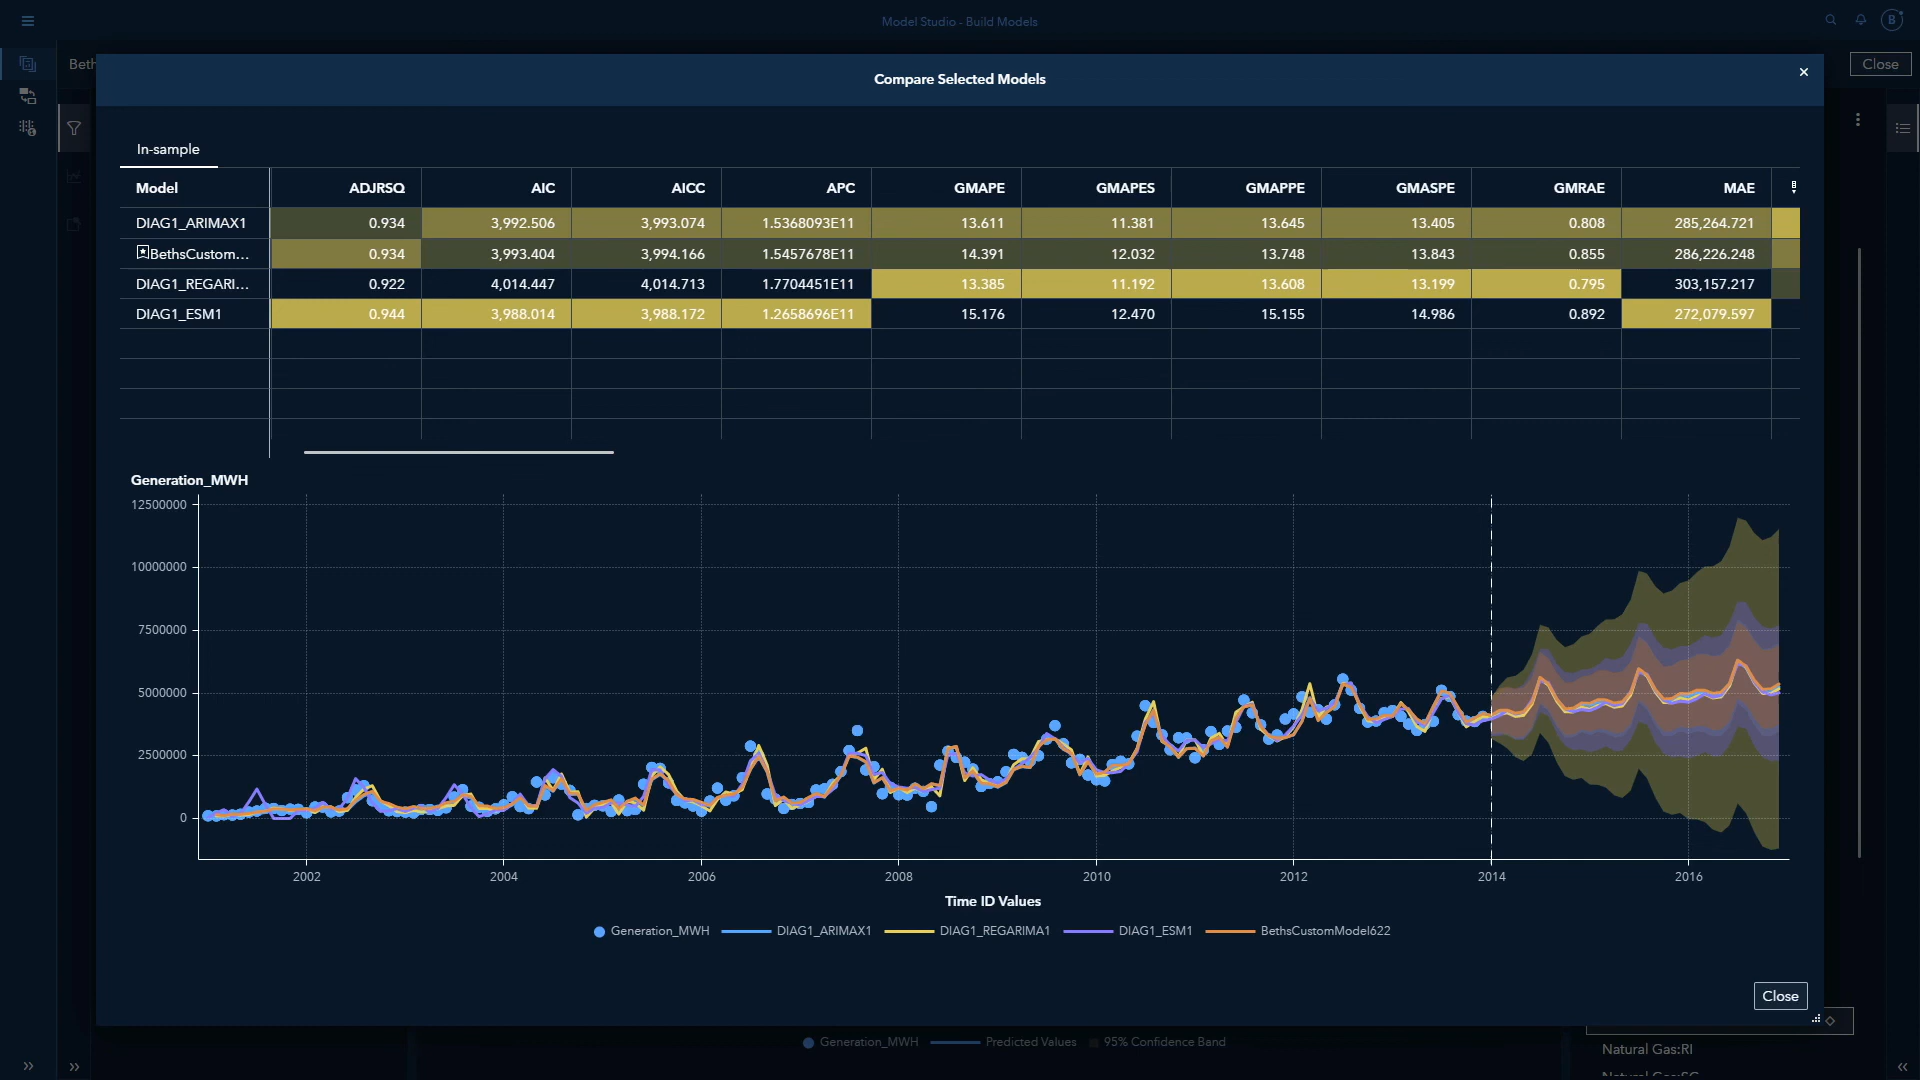 Model Studio - Build Models
B
Beth
Close
Compare Selected Models
In-sample
Model ADJRSQ AIC AICC APC GMAPE GMAPES GMAPPE GMASPE GMRAE MAE
DIAG1_ARIMAX1 0.934 3,992.506 3,993.074 1.5368093E11 13.611 11.381 13.645 13.405 0.808 285,264.721
BethsCustom... 0.934 3,993.404 3,994.166 1.5457678E11 14.391 12.032 13.748 13.843 0.855 286,226.248
DIAG1_REGARI... 0.922 4,014.447 4,014.713 1.7704451E11 13.385 11.192 13.608 13.199 0.795 303,157.217
DIAG1_ESM1 0.944 3,988.014 3,988.172 1.2658696E11 15.176 12.470 15.155 14.986 0.892 272,079.597
Generation_MWH
12500000
10000000
7500000
5000000
2500000
0
2002 2004 2006 2008 2010 2012 2014 2016
Time ID Values
Generation_MWH DIAG1_ARIMAX1 DIAG1_REGARIMA1 DIAG1_ESM1 BethsCustomModel622
Close
Generation_MWH Predicted Values 95% Confidence Band
Natural Gas:RI